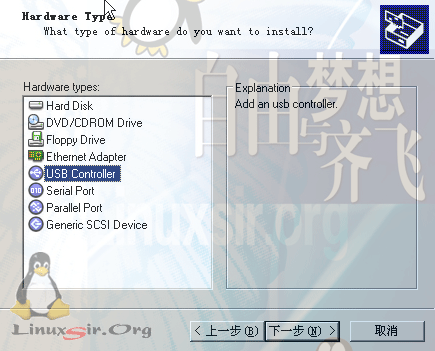 Hardware Type
What type of hardware do you want to install?
Hardware types:
Hard Disk
DVD/CDROM Drive
Floppy Drive
Ethernet Adapter
USB Controller
Serial Port
Parallel Port
Generic SCSI Device
Explanation
Add an usb controller.
自由与梦想齐飞
Linuxsir.org
LinuxSir.Org
< 上一步(B)
下一步(N) >
取消